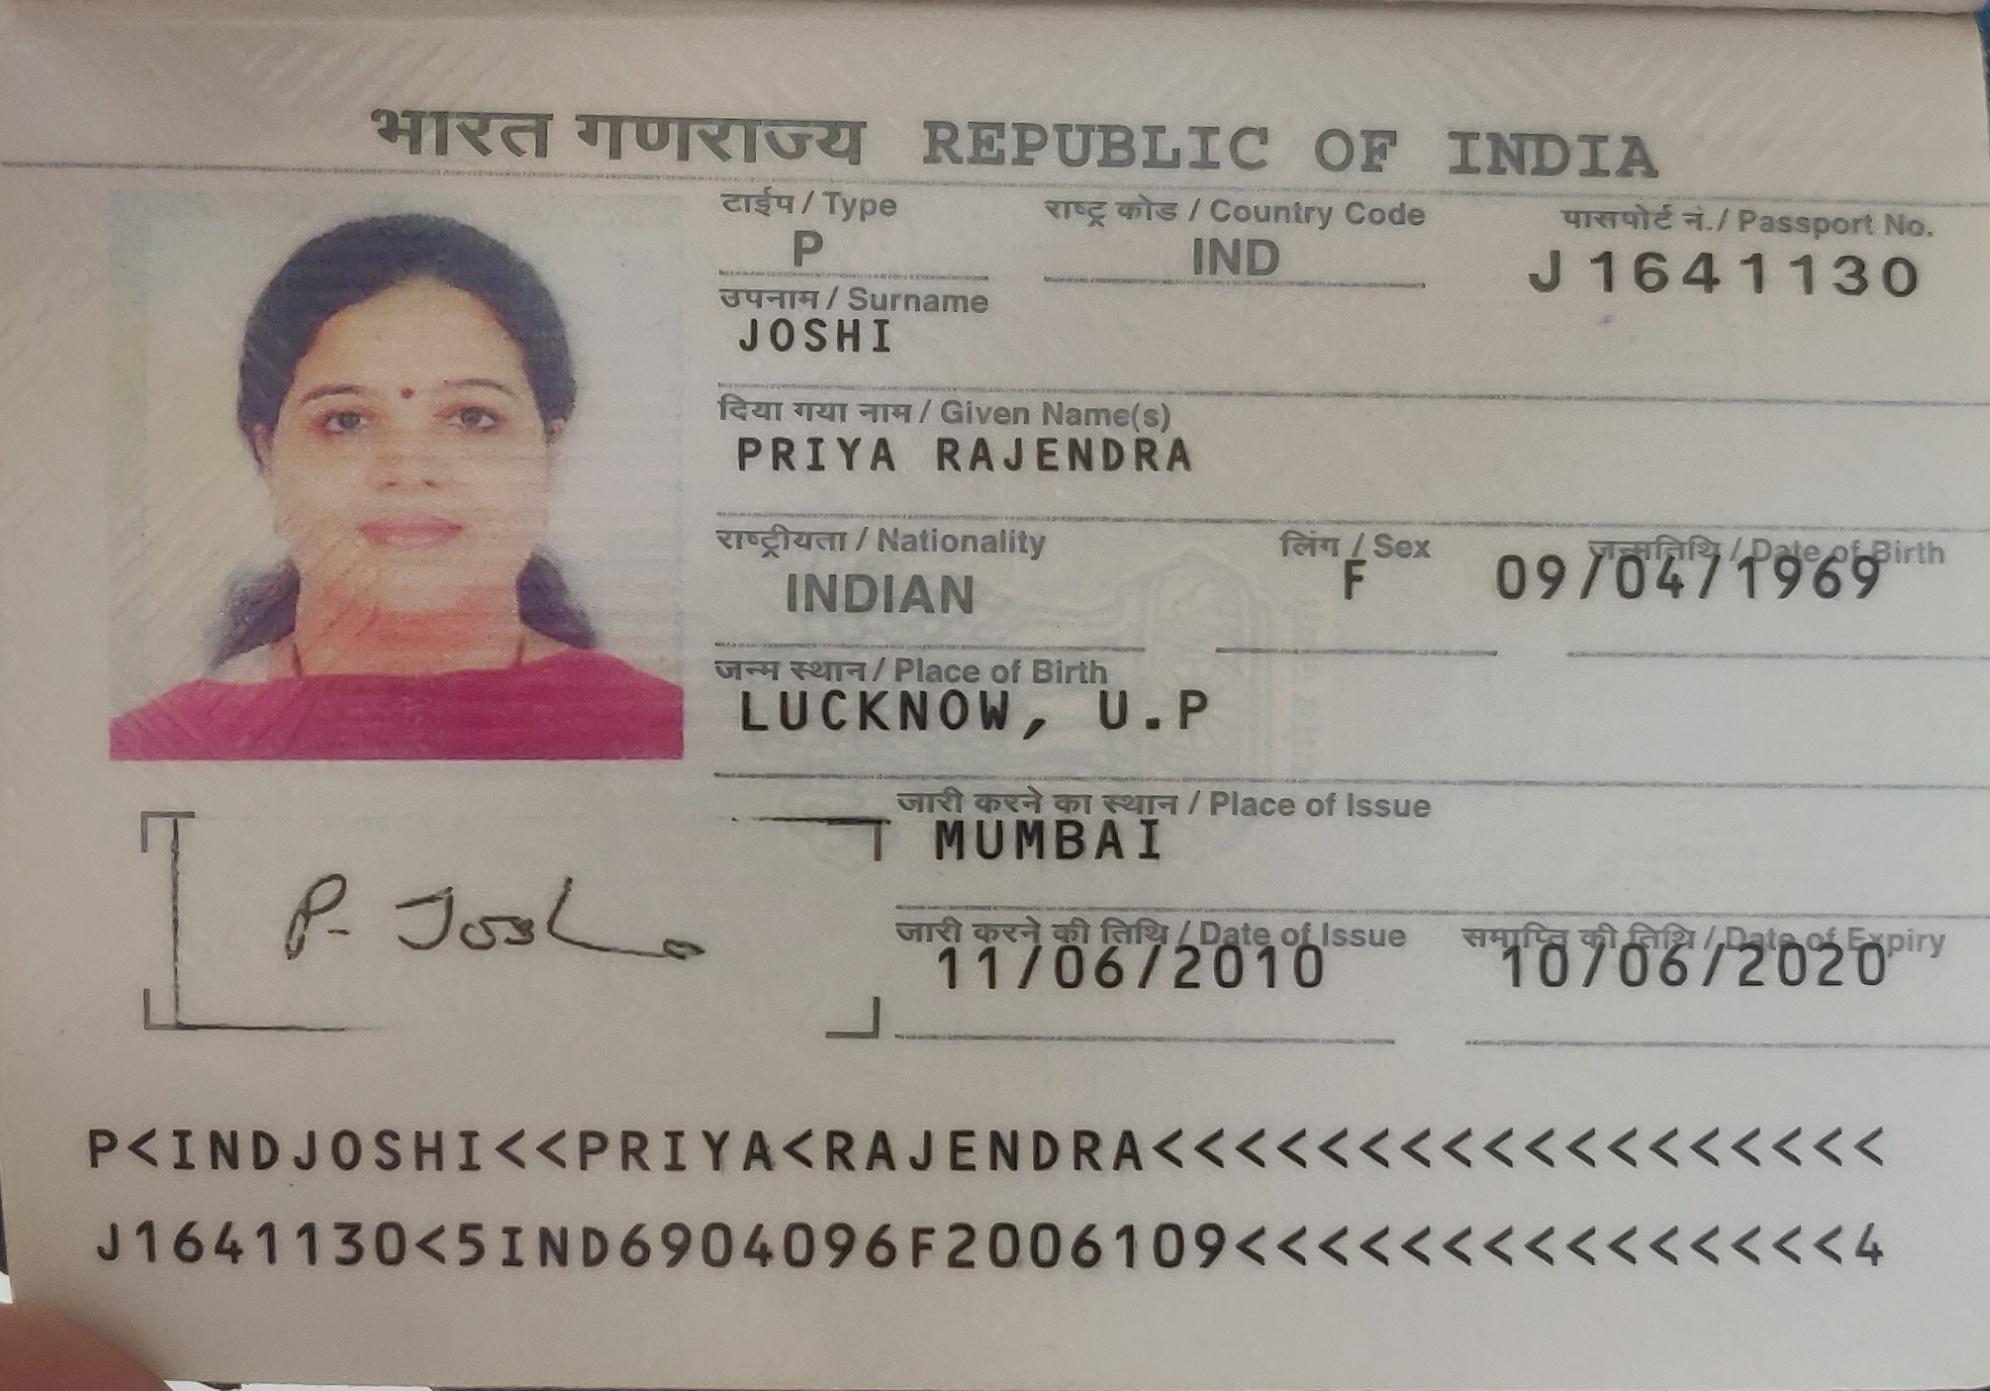 भारत गणराज्य REPUBLIC OF INDIA
टाईप / Type राष्ट्र कोड / Country Code पासपोर्ट नं. / Passport No.
P IND J1641130
उपनाम / Surname
JOSHI
दिया गया नाम / Given Name(s)
PRIYA RAJENDRA
राष्ट्रीयता / Nationality लिंग / Sex जन्मतिथि / Date of Birth
INDIAN F 09/04/1969
जन्म स्थान / Place of Birth
LUCKNOW, U.P
जारी करने का स्थान / Place of Issue
MUMBAI
P. Joshi
जारी करने की तिथि / Date of Issue समाप्ति की तिथि / Date of Expiry
11/06/2010 10/06/2020
P<INDJOSHI<<PRIYA<RAJENDRA<<<<<<<<<<<<<<<<<<
J1641130<5IND6904096F2006109<<<<<<<<<<<<<<<4